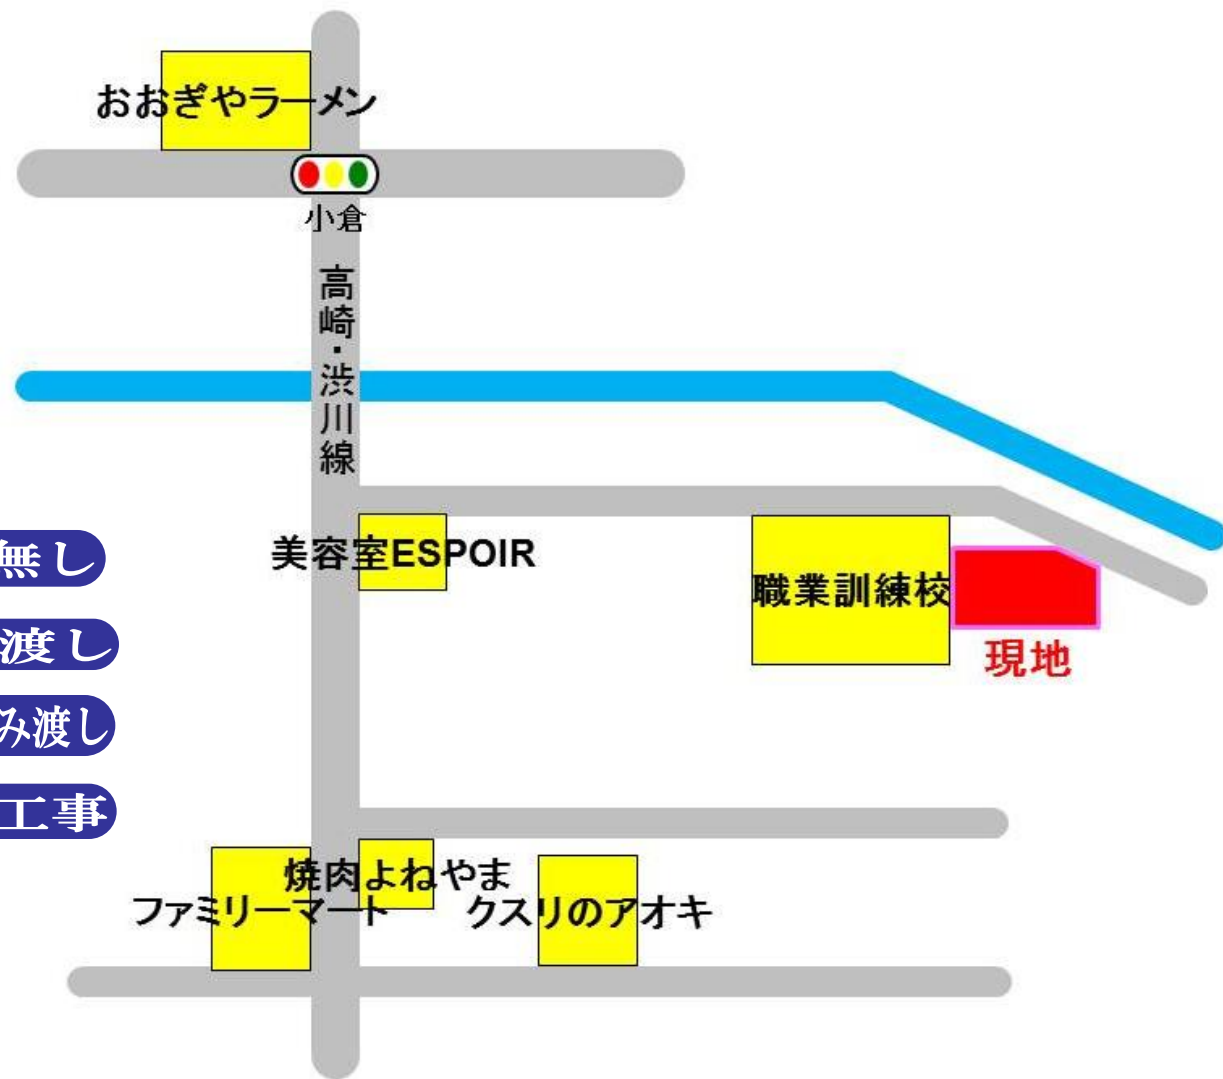 おおぎやラーメン
小倉
高崎・渋川線
無し
美容室ESPOIR
職業訓練校
渡し
現地
み渡し
工事
焼肉よねやま
ファミリーマート
クスリのアオキ